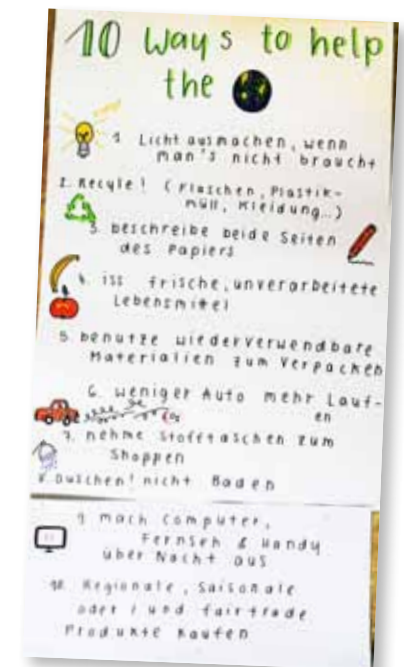 10 Ways to help
the
1 Licht ausmachen, wenn
man's nicht braucht
2. Recyle! (Flaschen, Plastik-
müll, Kleidung...)
3. beschreibe beide Seiten
des Papiers
4. iss frische, unverarbeitete
Lebensmitel
5. benutze wiederverwendbare
Materialien zum Verpacken
6. weniger Auto mehr Lauf-
en
7. nehme Stofftaschen zum
Shoppen
8. Duschen! nicht Baden
9 mach Computer,
Fernseh & Handy
über Nacht aus
10. Regionale, Saisonale
oder / und fairtrade
Produkte kaufen